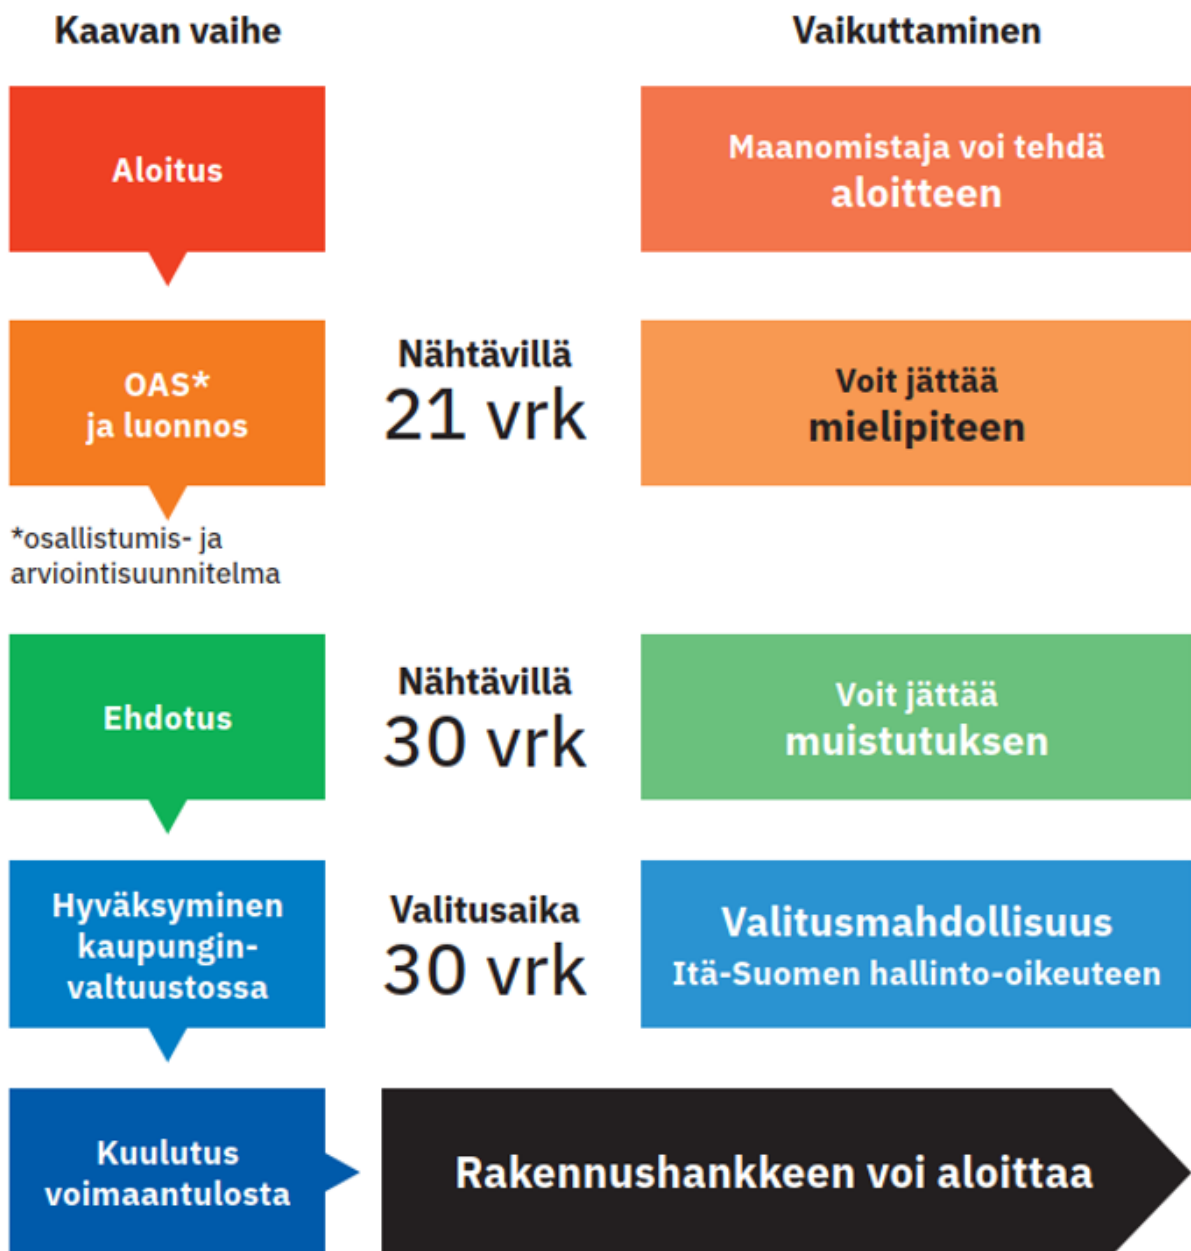 Kaavan vaihe
Vaikuttaminen
Aloitus
Maanomistaja voi tehdä
aloitteen
OAS*
ja luonnos
Nähtävillä
21 vrk
Voit jättää
mielipiteen
*osallistumis- ja
arviointisuunnitelma
Ehdotus
Nähtävillä
30 vrk
Voit jättää
muistutuksen
Hyväksyminen
kaupungin-
valtuustossa
Valitusaika
30 vrk
Valitusmahdollisuus
Itä-Suomen hallinto-oikeuteen
Kuulutus
voimaantulosta
Rakennushankkeen voi aloittaa